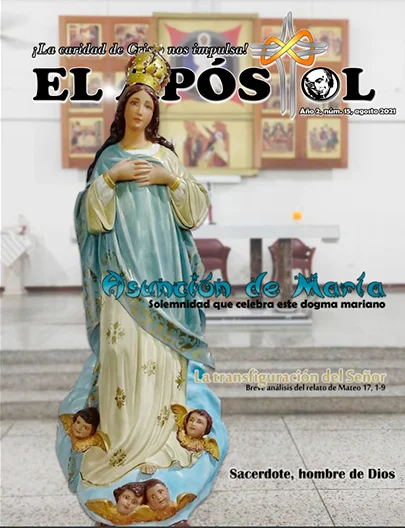 ¡La caridad de Cristo nos impulsa!
EL APÓSTOL
Año 2, núm. 15, agosto 2021
Asunción de María
Solemnidad que celebra este dogma mariano
La transfiguración del Señor
Breve análisis del relato de Mateo 17, 1-9
Sacerdote, hombre de Dios